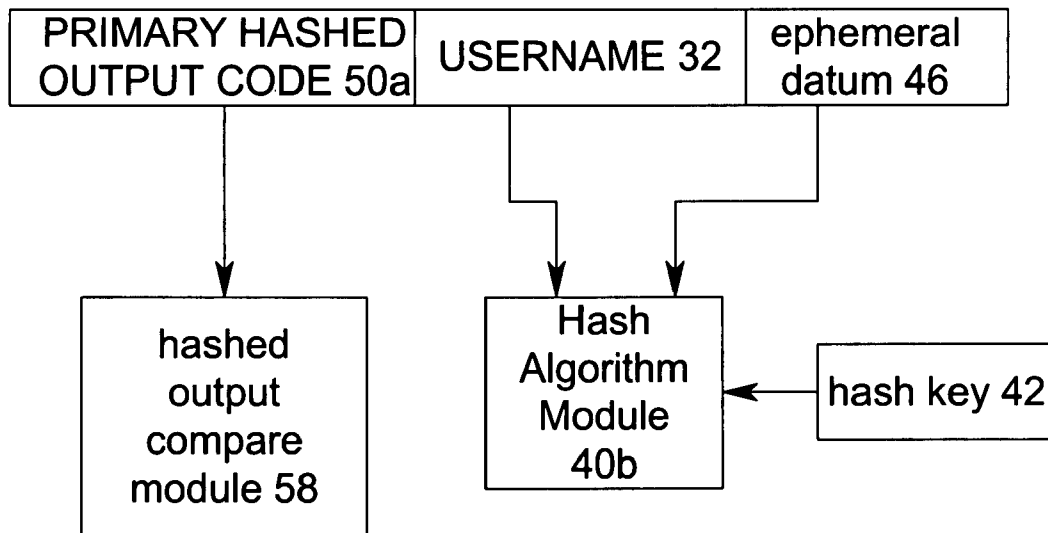 PRIMARY HASHED
OUTPUT CODE 50a
USERNAME 32
ephemeral
datum 46
hashed
output
compare
module 58
Hash
Algorithm
Module
40b
hash key 42